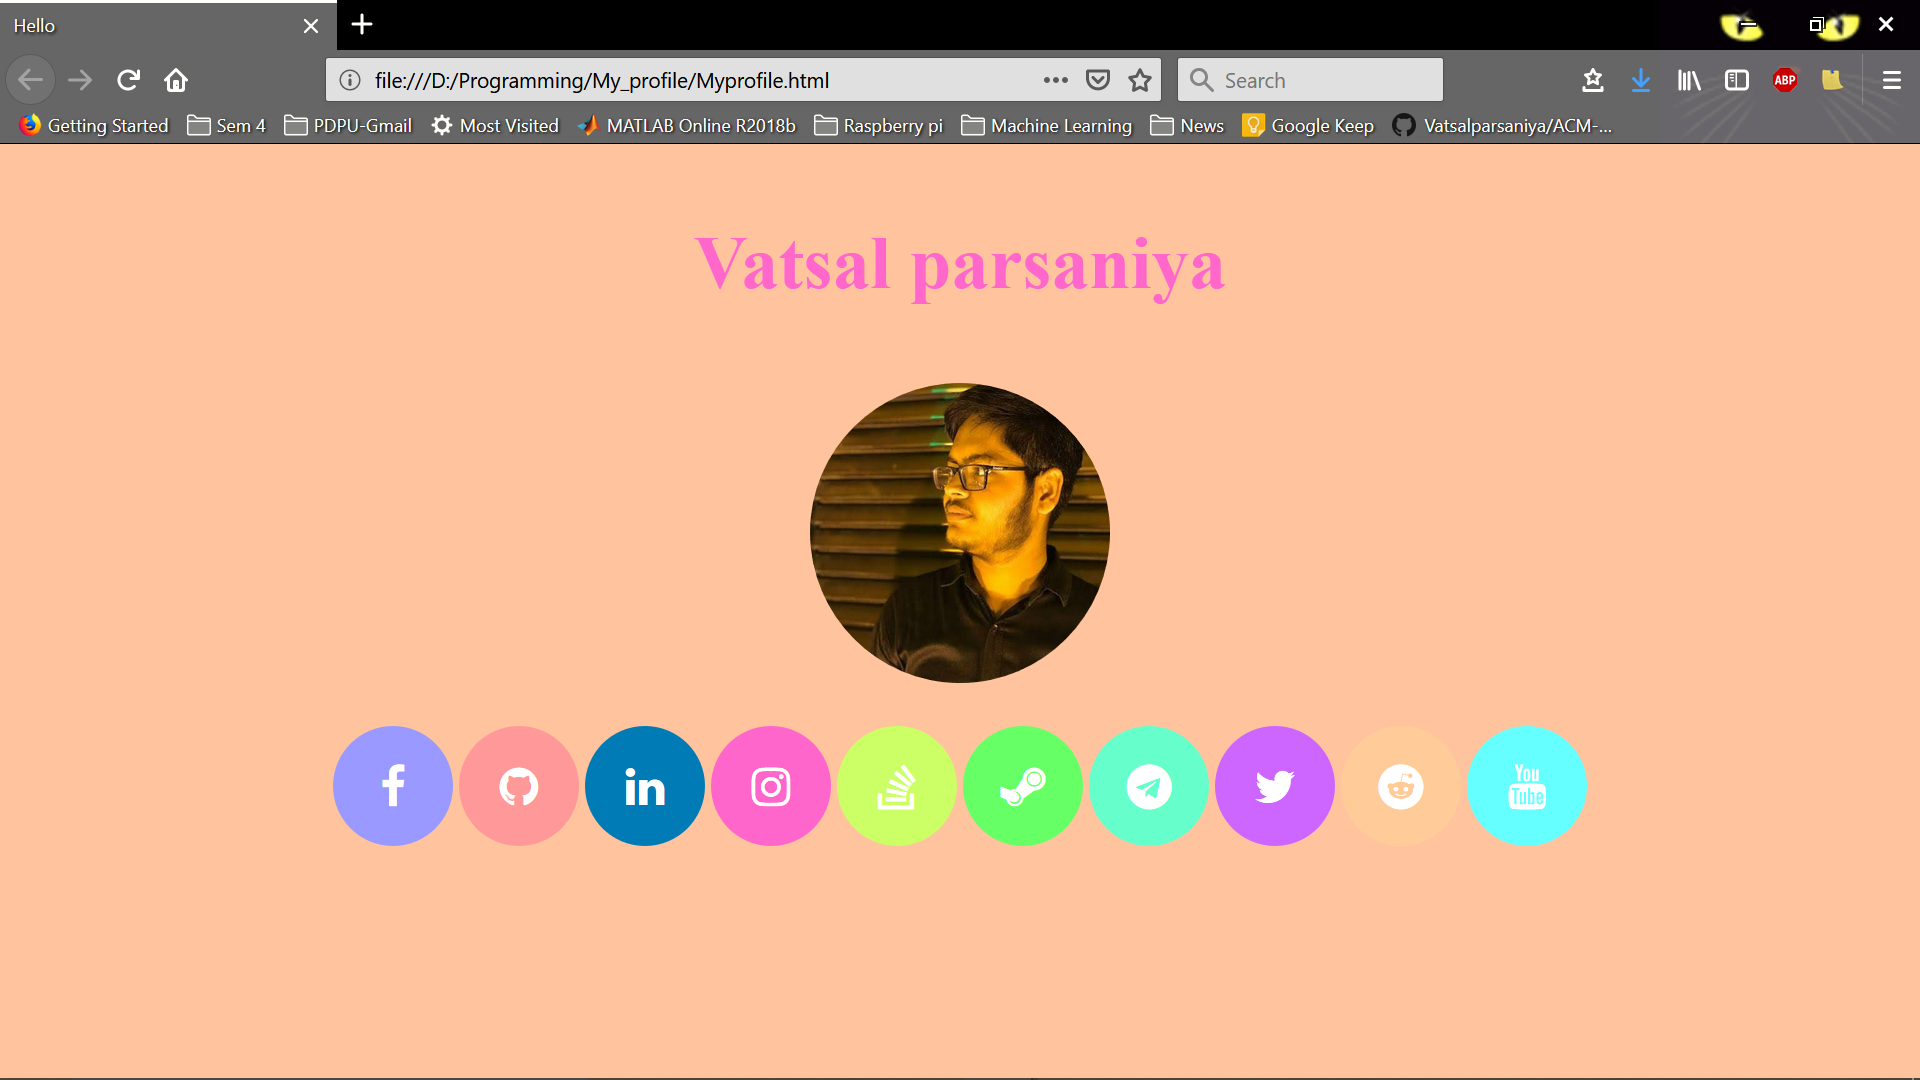 Hello
file:///D:/Programming/My_profile/Myprofile.html
Search
ABP
Getting Started
Sem 4
PDPU-Gmail
Most Visited
MATLAB Online R2018b
Raspberry pi
Machine Learning
News
Google Keep
Vatsalparsaniya/ACM-...
Vatsal parsaniya
f
in
You
Tube